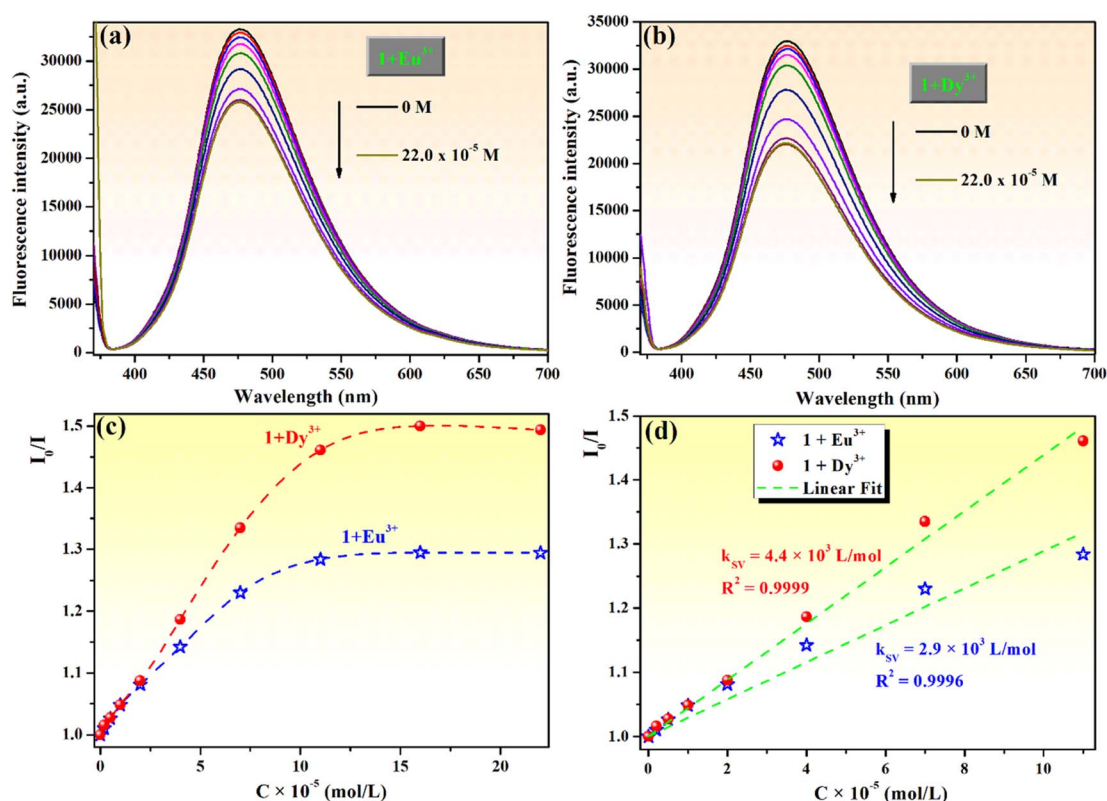 (a)
1+Eu³⁺
0 M
22.0 x 10⁻⁵ M
Fluorescence intensity (a.u.)
35000
30000
25000
20000
15000
10000
5000
0
400 450 500 550 600 650 700
Wavelength (nm)
(b)
1+Dy³⁺
0 M
22.0 x 10⁻⁵ M
Fluorescence intensity (a.u.)
35000
30000
25000
20000
15000
10000
5000
0
400 450 500 550 600 650 700
Wavelength (nm)
(c)
1+Dy³⁺
1+Eu³⁺
I₀/I
1.5
1.4
1.3
1.2
1.1
1.0
0 5 10 15 20
C × 10⁻⁵ (mol/L)
(d)
1 + Eu³⁺
1 + Dy³⁺
Linear Fit
k_SV = 4.4 × 10³ L/mol
R² = 0.9999
k_SV = 2.9 × 10³ L/mol
R² = 0.9996
I₀/I
1.5
1.4
1.3
1.2
1.1
1.0
0 2 4 6 8 10
C × 10⁻⁵ (mol/L)